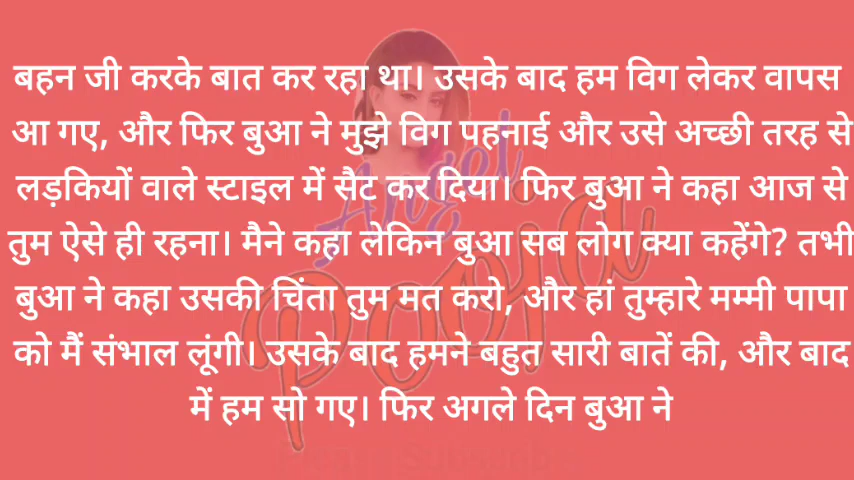 बहन जी करके बात कर रहा था। उसके बाद हम विग लेकर वापस
आ गए, और फिर बुआ ने मुझे विग पहनाई और उसे अच्छी तरह से
लड़कियों वाले स्टाइल में सैट कर दिया। फिर बुआ ने कहा आज से
तुम ऐसे ही रहना। मैने कहा लेकिन बुआ सब लोग क्या कहेंगे? तभी
बुआ ने कहा उसकी चिंता तुम मत करो, और हां तुम्हारे मम्मी पापा
को मैं संभाल लूंगी। उसके बाद हमने बहुत सारी बातें की, और बाद
में हम सो गए। फिर अगले दिन बुआ ने
Angel
Pooja